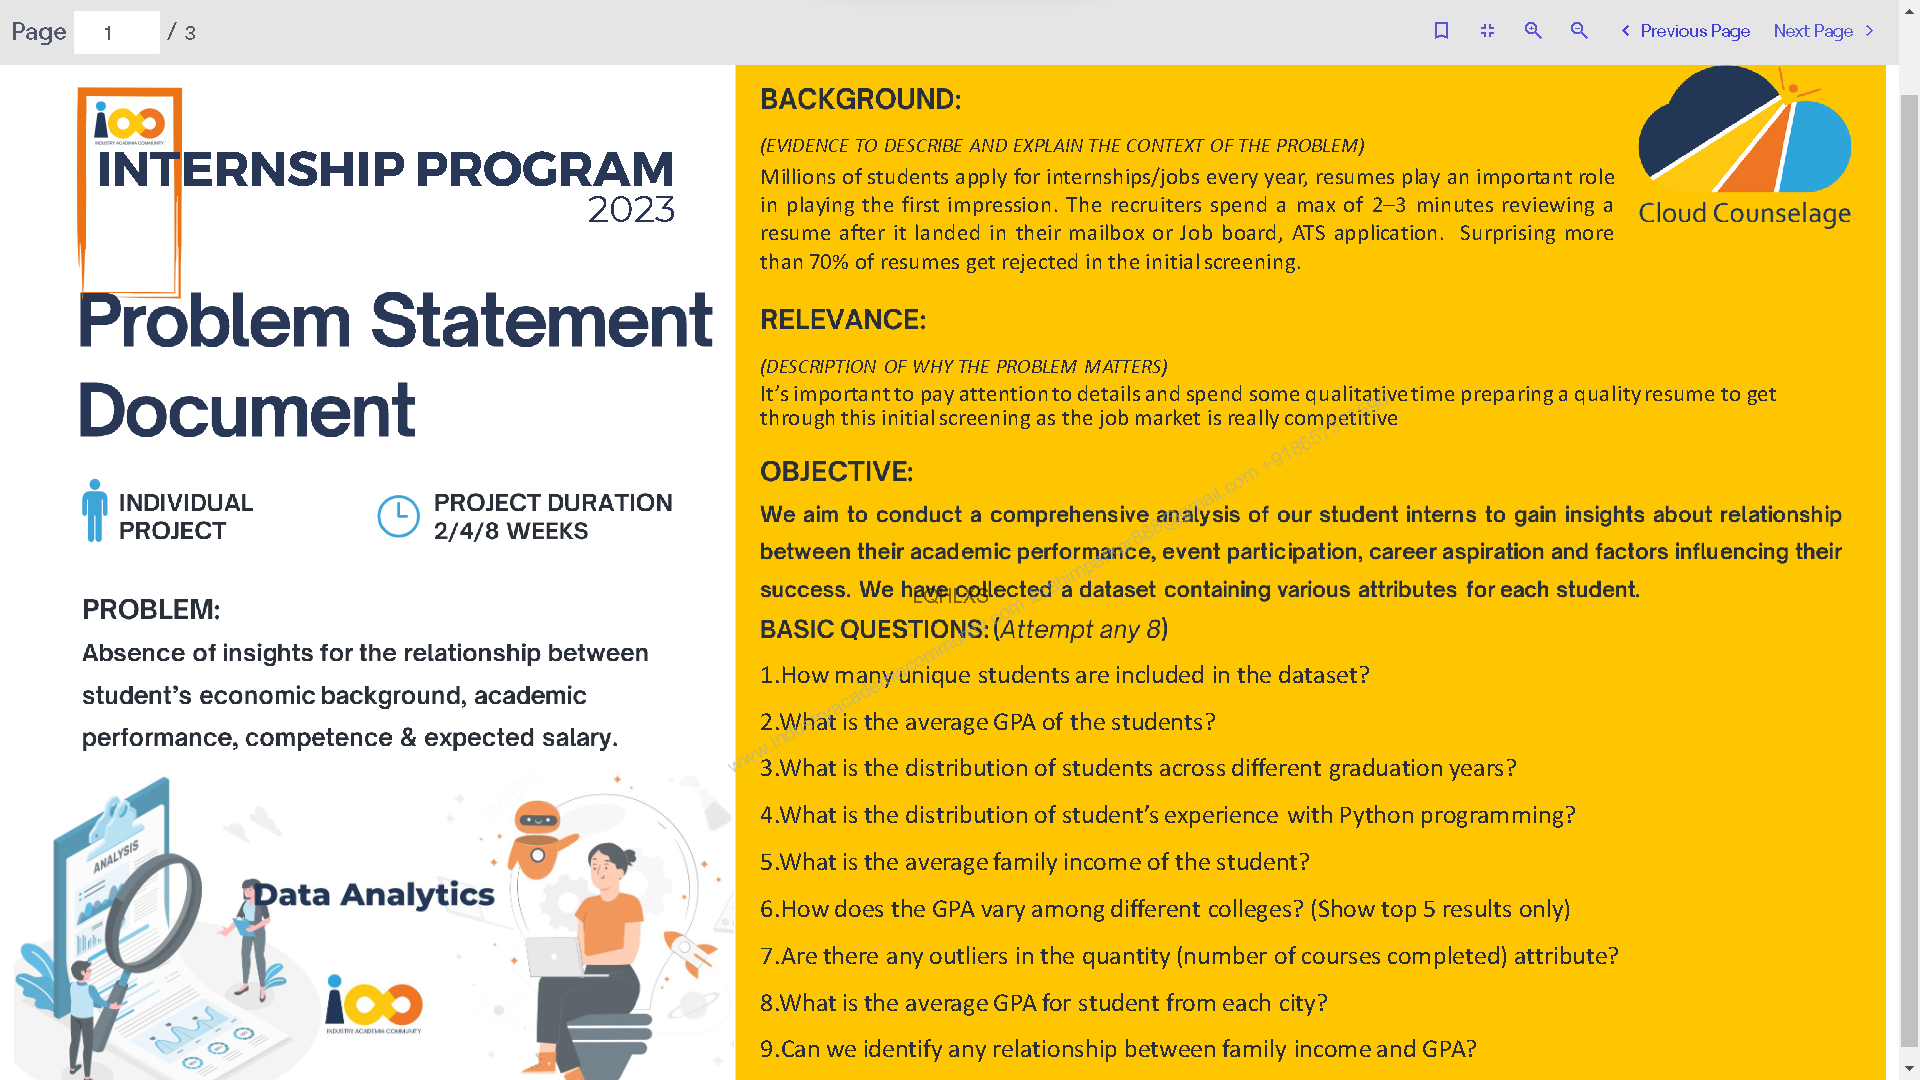 Page 1 / 3
Previous Page
Next Page
INDUSTRY ACADEMIA COMMUNITY
INTERNSHIP PROGRAM
2023
Problem Statement
Document
INDIVIDUAL
PROJECT
PROJECT DURATION
2/4/8 WEEKS
PROBLEM:
Absence of insights for the relationship between
student’s economic background, academic
performance, competence & expected salary.
ANALYSIS
Data Analytics
INDUSTRY ACADEMIA COMMUNITY
Cloud Counselage
BACKGROUND:
(EVIDENCE TO DESCRIBE AND EXPLAIN THE CONTEXT OF THE PROBLEM)
Millions of students apply for internships/jobs every year, resumes play an important role
in playing the first impression. The recruiters spend a max of 2–3 minutes reviewing a
resume after it landed in their mailbox or Job board, ATS application. Surprising more
than 70% of resumes get rejected in the initial screening.
RELEVANCE:
(DESCRIPTION OF WHY THE PROBLEM MATTERS)
It’s important to pay attention to details and spend some qualitative time preparing a quality resume to get
through this initial screening as the job market is really competitive
OBJECTIVE:
We aim to conduct a comprehensive analysis of our student interns to gain insights about relationship
between their academic performance, event participation, career aspiration and factors influencing their
success. We have collected a dataset containing various attributes for each student.
BASIC QUESTIONS: (Attempt any 8)
1.How many unique students are included in the dataset?
2.What is the average GPA of the students?
3.What is the distribution of students across different graduation years?
4.What is the distribution of student’s experience with Python programming?
5.What is the average family income of the student?
6.How does the GPA vary among different colleges? (Show top 5 results only)
7.Are there any outliers in the quantity (number of courses completed) attribute?
8.What is the average GPA for student from each city?
9.Can we identify any relationship between family income and GPA?